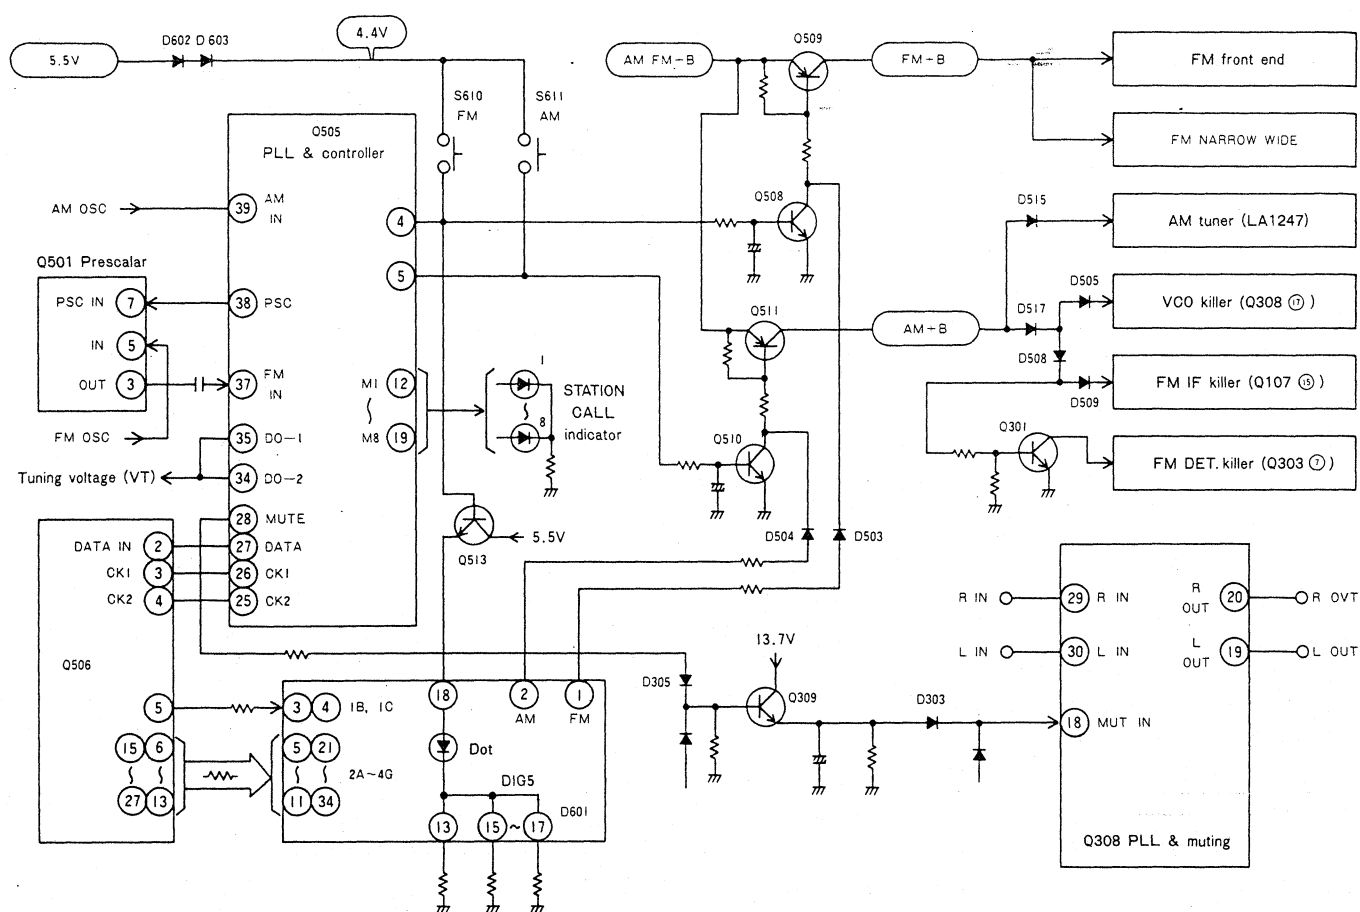 5.5V
D602 D603
4.4V
S610
FM
S611
AM
AM FM-B
Q509
FM+B
FM front end
FM NARROW WIDE
Q505
PLL & controller
AM OSC
39 AM
IN
4
Q508
D515
AM tuner (LA1247)
Q501 Prescalar
PSC IN 7
38 PSC
5
Q511
AM+B
D517
D505
VCO killer (Q308 17)
IN 5
OUT 3
37 FM
IN
M1 12
M8 19
1
8
STATION
CALL
indicator
D508
D509
FM IF killer (Q107 15)
FM OSC
35 DO-1
34 DO-2
Tuning voltage (VT)
Q510
Q301
FM DET. killer (Q303 7)
28 MUTE
DATA IN 2
27 DATA
CK1 3
26 CK1
CK2 4
25 CK2
Q513
5.5V
D504
D503
R IN
29 R IN
R
OUT
20
R OVT
L IN
30 L IN
L
OUT
19
L OUT
Q506
13.7V
D305
Q309
D303
18 MUT IN
5
3 4 1B, 1C
18
2
AM
1
FM
15 6
27 13
5 21
11 34
2A~4G
Dot
DIG5
D601
13
15 ~ 17
Q308 PLL & muting